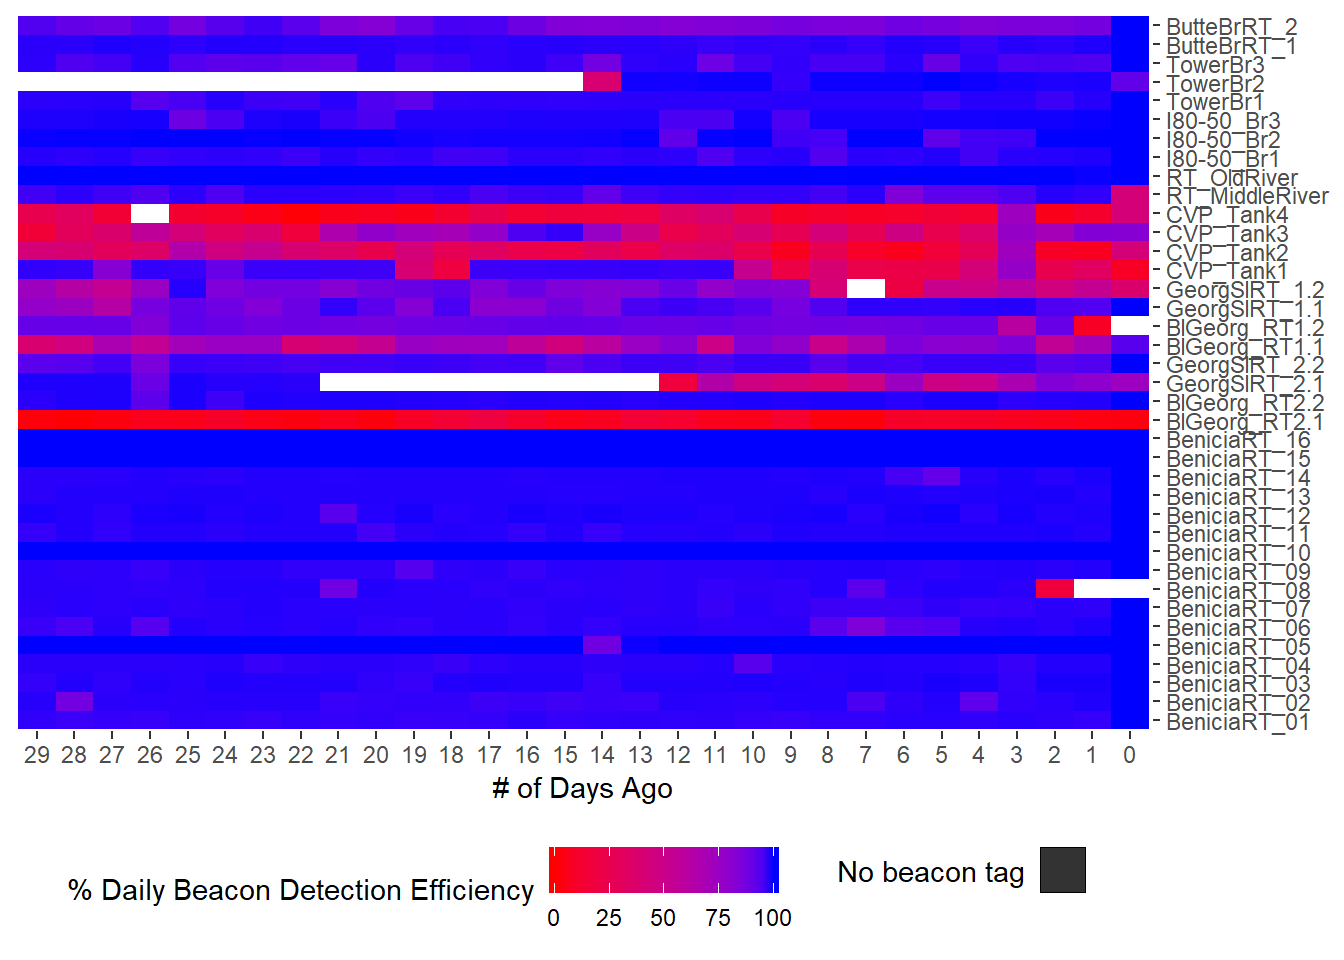 ButteBrRT_2
ButteBrRT_1
TowerBr3
TowerBr2
TowerBr1
I80-50_Br3
I80-50_Br2
I80-50_Br1
RT_OldRiver
RT_MiddleRiver
CVP_Tank4
CVP_Tank3
CVP_Tank2
CVP_Tank1
GeorgSlRT_1.2
GeorgSlRT_1.1
BlGeorg_RT1.2
BlGeorg_RT1.1
GeorgSlRT_2.2
GeorgSlRT_2.1
BlGeorg_RT2.2
BlGeorg_RT2.1
BeniciaRT_16
BeniciaRT_15
BeniciaRT_14
BeniciaRT_13
BeniciaRT_12
BeniciaRT_11
BeniciaRT_10
BeniciaRT_09
BeniciaRT_08
BeniciaRT_07
BeniciaRT_06
BeniciaRT_05
BeniciaRT_04
BeniciaRT_03
BeniciaRT_02
BeniciaRT_01
29 28 27 26 25 24 23 22 21 20 19 18 17 16 15 14 13 12 11 10 9 8 7 6 5 4 3 2 1 0
# of Days Ago
% Daily Beacon Detection Efficiency
0 25 50 75 100
No beacon tag